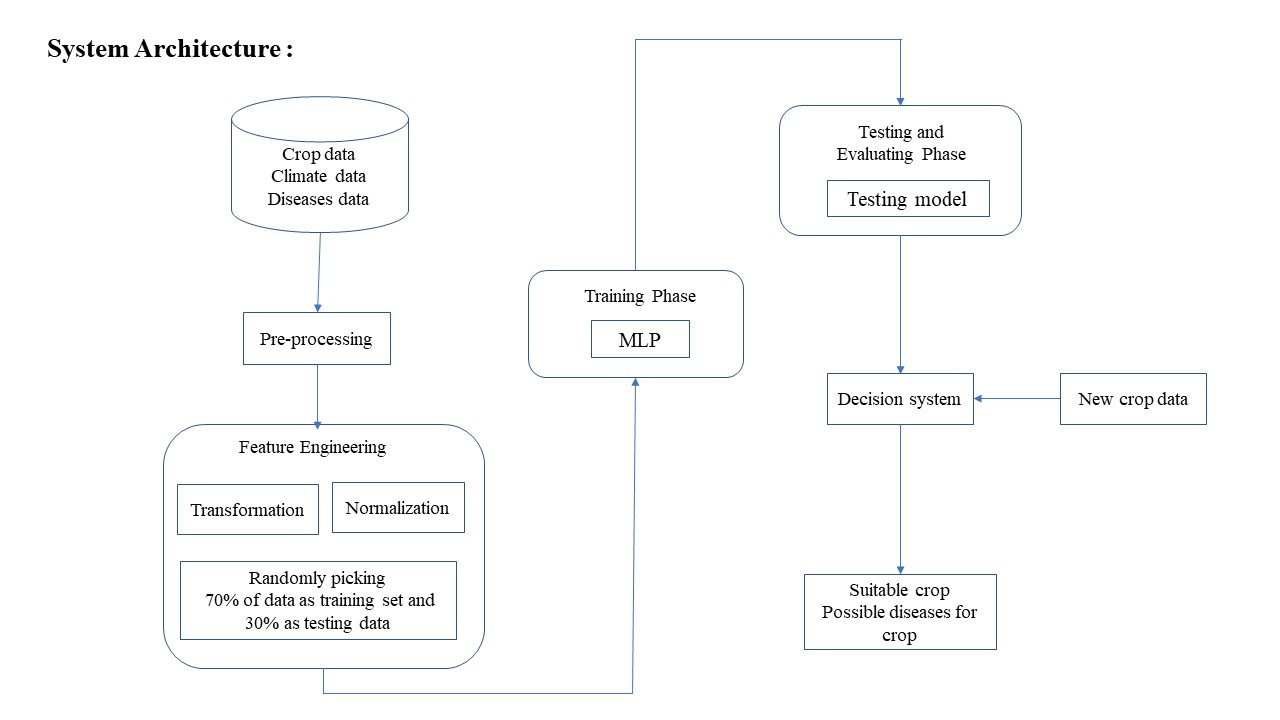 System Architecture :
Crop data
Climate data
Diseases data
Pre-processing
Feature Engineering
Transformation
Normalization
Randomly picking
70% of data as training set and
30% as testing data
Training Phase
MLP
Testing and
Evaluating Phase
Testing model
Decision system
New crop data
Suitable crop
Possible diseases for
crop